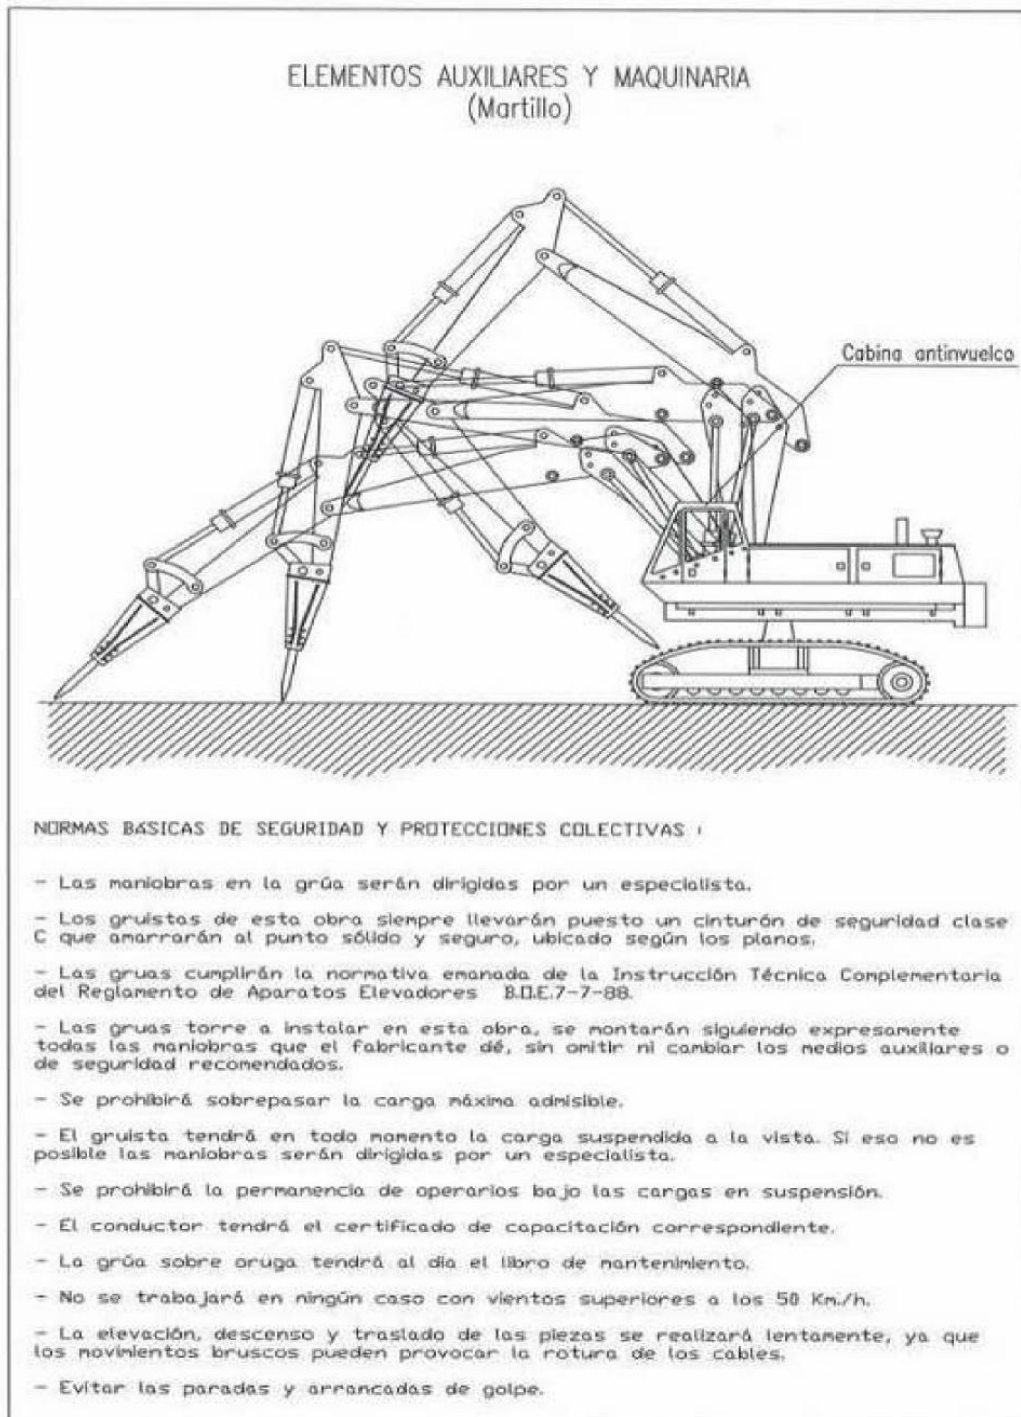 ELEMENTOS AUXILIARES Y MAQUINARIA
(Martillo)
Cabina antinvuelco
NORMAS BÁSICAS DE SEGURIDAD Y PROTECCIONES COLECTIVAS :
- Las maniobras en la grúa serán dirigidas por un especialista.
- Los gruistas de esta obra siempre llevarán puesto un cinturón de seguridad clase
C que amarrarán al punto sólido y seguro, ubicado según los planos.
- Las gruas cumplirán la normativa emanada de la Instrucción Técnica Complementaria
del Reglamento de Aparatos Elevadores B.O.E.7-7-88.
- Las gruas torre a instalar en esta obra, se montarán siguiendo expresamente
todas las maniobras que el fabricante dé, sin omitir ni cambiar los medios auxiliares o
de seguridad recomendados.
- Se prohibirá sobrepasar la carga máxima admisible.
- El gruista tendrá en todo momento la carga suspendida a la vista. Si eso no es
posible las maniobras serán dirigidas por un especialista.
- Se prohibirá la permanencia de operarios bajo las cargas en suspensión.
- El conductor tendrá el certificado de capacitación correspondiente.
- La grúa sobre oruga tendrá al dia el libro de mantenimiento.
- No se trabajará en ningún caso con vientos superiores a los 50 Km./h.
- La elevación, descenso y traslado de las piezas se realizará lentamente, ya que
los movimientos bruscos pueden provocar la rotura de los cables.
- Evitar las paradas y arrancadas de golpe.